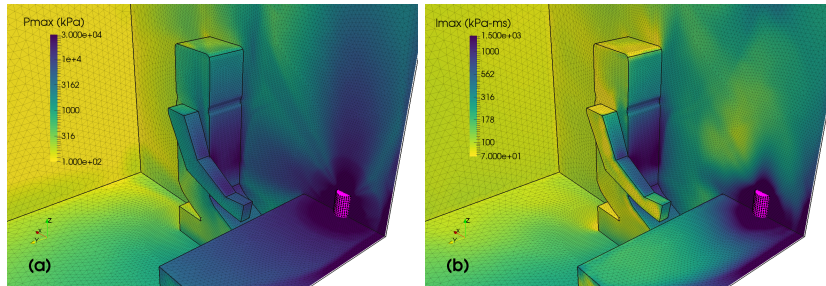 Pmax (kPa)
3.000e+04
1e+4
3162
1000
316
1.000e+02
Z
X
Y
(a)
Imax (kPa-ms)
1.500e+03
1000
562
316
178
100
7.000e+01
Z
X
Y
(b)